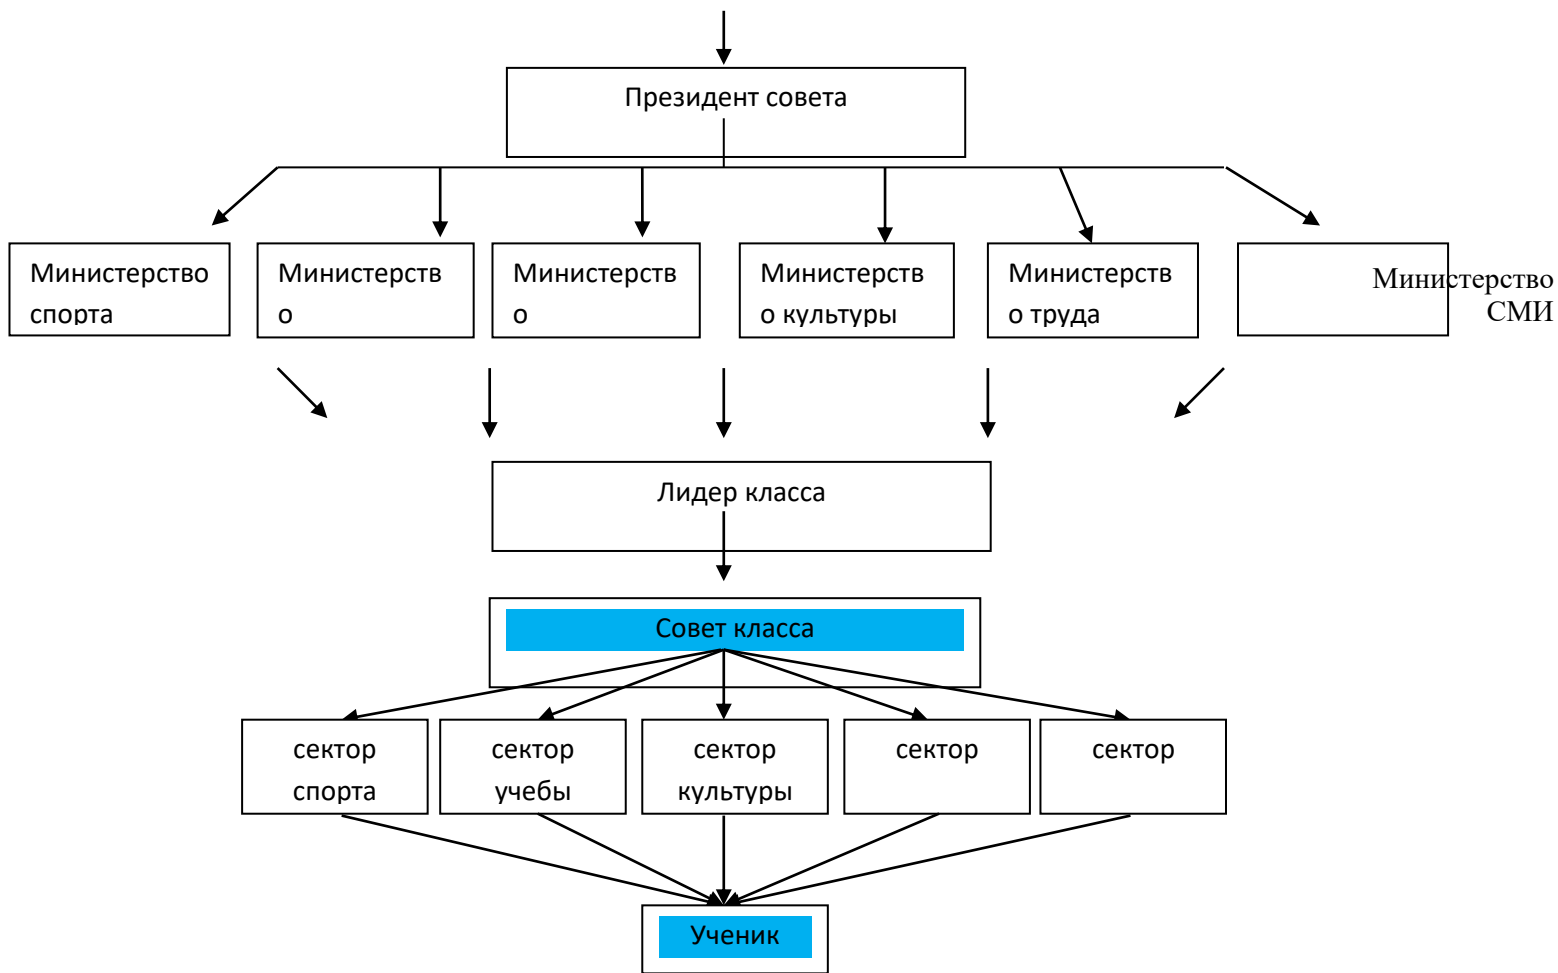 Президент совета
Министерство
спорта
Министерств
о
Министерств
о
Министерств
о культуры
Министерств
о труда
Министерство
СМИ
Лидер класса
Совет класса
сектор
спорта
сектор
учебы
сектор
культуры
сектор
сектор
Ученик